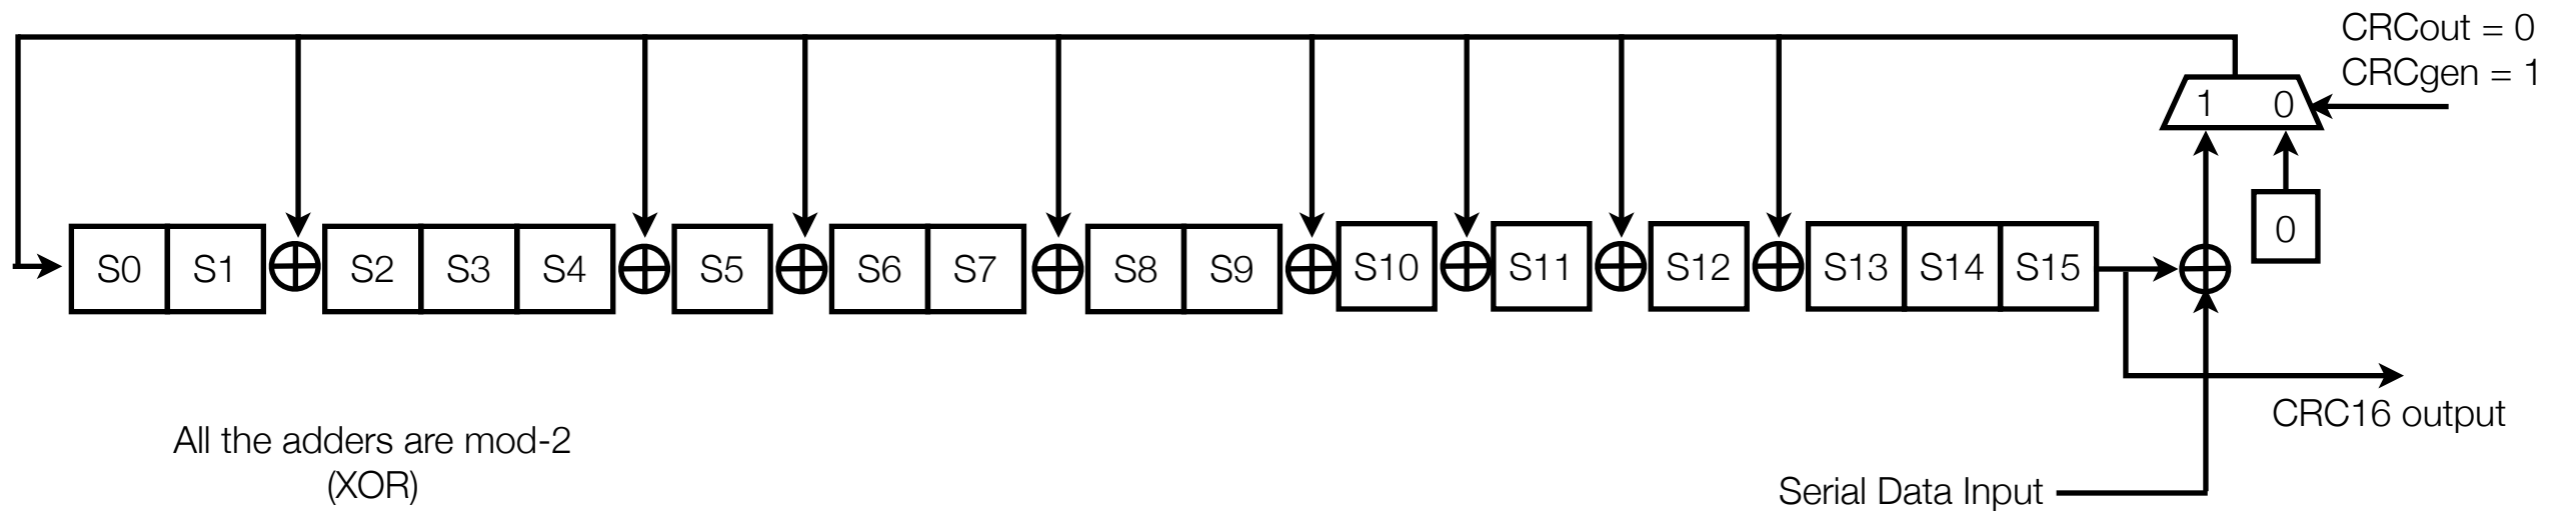 CRCout = 0
CRCgen = 1
1 0
0
S0 S1 S2 S3 S4 S5 S6 S7 S8 S9 S10 S11 S12 S13 S14 S15
CRC16 output
All the adders are mod-2
(XOR)
Serial Data Input